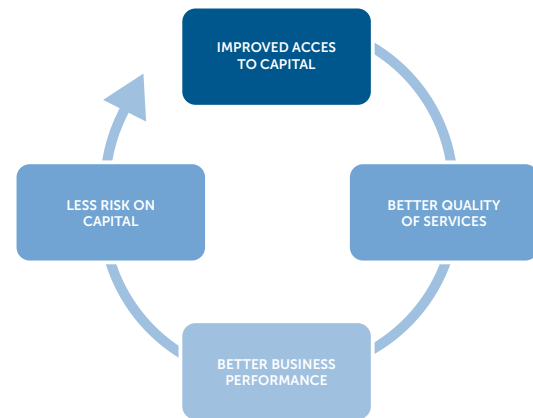 IMPROVED ACCES
TO CAPITAL
LESS RISK ON
CAPITAL
BETTER QUALITY
OF SERVICES
BETTER BUSINESS
PERFORMANCE